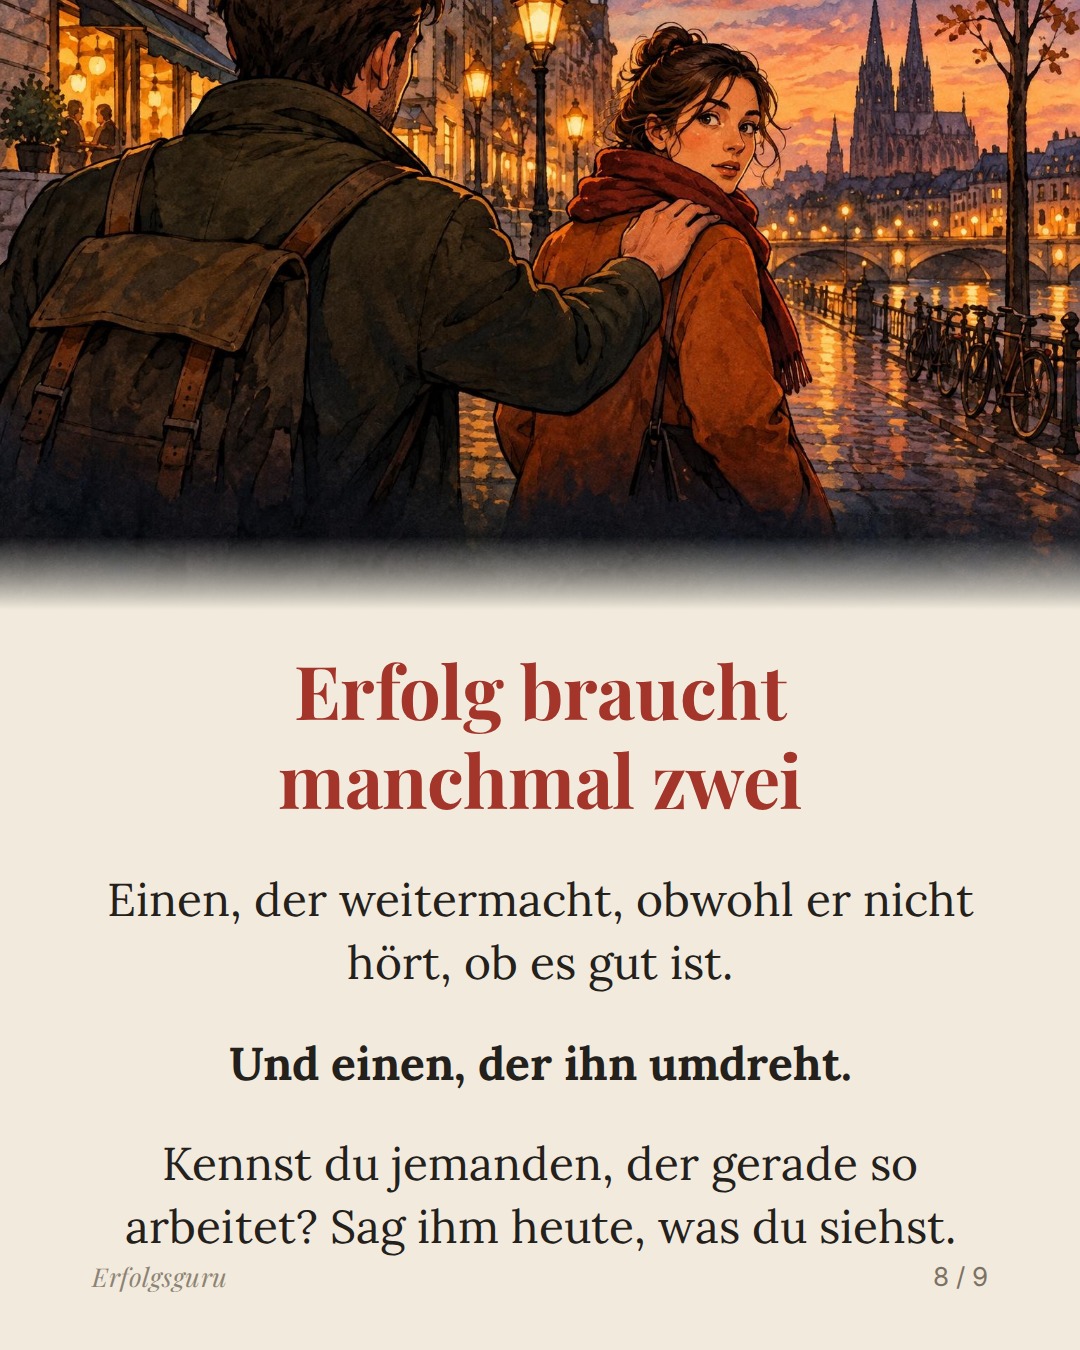 Erfolg braucht
manchmal zwei
Einen, der weitermacht, obwohl er nicht
hört, ob es gut ist.
Und einen, der ihn umdreht.
Kennst du jemanden, der gerade so
arbeitet? Sag ihm heute, was du siehst.
Erfolgsguru
8 / 9